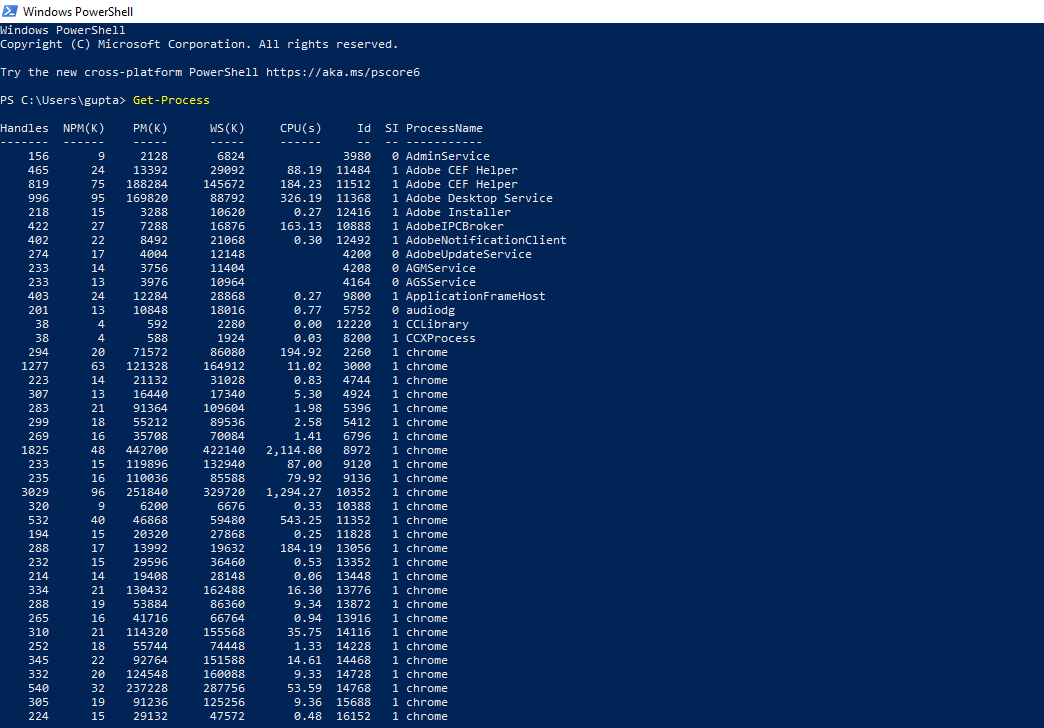 Windows PowerShell
Windows PowerShell
Copyright (C) Microsoft Corporation. All rights reserved.
Try the new cross-platform PowerShell https://aka.ms/pscore6
PS C:\Users\gupta> Get-Process
Handles  NPM(K)    PM(K)      WS(K)     CPU(s)     Id  SI ProcessName
-------  ------    -----      -----     ------     --  -- -----------
    156       9     2128       6824              3980   0 AdminService
    465      24    13392      29092      88.19  11484   1 Adobe CEF Helper
    819      75   188284     145672     184.23  11512   1 Adobe CEF Helper
    996      95   169820      88792     326.19  11368   1 Adobe Desktop Service
    218      15     3288      10620       0.27  12416   1 Adobe Installer
    422      27     7288      16876     163.13  10888   1 AdobeIPCBroker
    402      22     8492      21068       0.30  12492   1 AdobeNotificationClient
    274      17     4004      12148              4200   0 AdobeUpdateService
    233      14     3756      11404              4208   0 AGMService
    233      13     3976      10964              4164   0 AGSService
    403      24    12284      28868       0.27   9800   1 ApplicationFrameHost
    201      13    10848      18016       0.77   5752   0 audiodg
     38       4      592       2280       0.00  12220   1 CCLibrary
     38       4      588       1924       0.03   8200   1 CCXProcess
    294      20    71572      86080     194.92   2260   1 chrome
   1277      63   121328     164912      11.02   3000   1 chrome
    223      14    21132      31028       0.83   4744   1 chrome
    307      13    16440      17340       5.30   4924   1 chrome
    283      21    91364     109604       1.98   5396   1 chrome
    299      18    55212      89536       2.58   5412   1 chrome
    269      16    35708      70084       1.41   6796   1 chrome
   1825      48   442700     422140   2,114.80   8972   1 chrome
    233      15   119896     132940      87.00   9120   1 chrome
    235      16   110036      85588      79.92   9136   1 chrome
   3029      96   251840     329720   1,294.27  10352   1 chrome
    320       9     6200       6676       0.33  10388   1 chrome
    532      40    46868      59480     543.25  11352   1 chrome
    194      15    20320      27868       0.25  11828   1 chrome
    288      17    13992      19632     184.19  13056   1 chrome
    232      15    29596      36460       0.53  13352   1 chrome
    214      14    19408      28148       0.06  13448   1 chrome
    334      21   130432     162488      16.30  13776   1 chrome
    288      19    53884      86360       9.34  13872   1 chrome
    265      16    41716      66764       0.94  13916   1 chrome
    310      21   114320     155568      35.75  14116   1 chrome
    252      18    55744      74448       1.33  14228   1 chrome
    345      22    92764     151588      14.61  14468   1 chrome
    332      20   124548     160088       9.33  14728   1 chrome
    540      32   237228     287756      53.59  14768   1 chrome
    305      19    91236     125256       9.36  15688   1 chrome
    224      15    29132      47572       0.48  16152   1 chrome